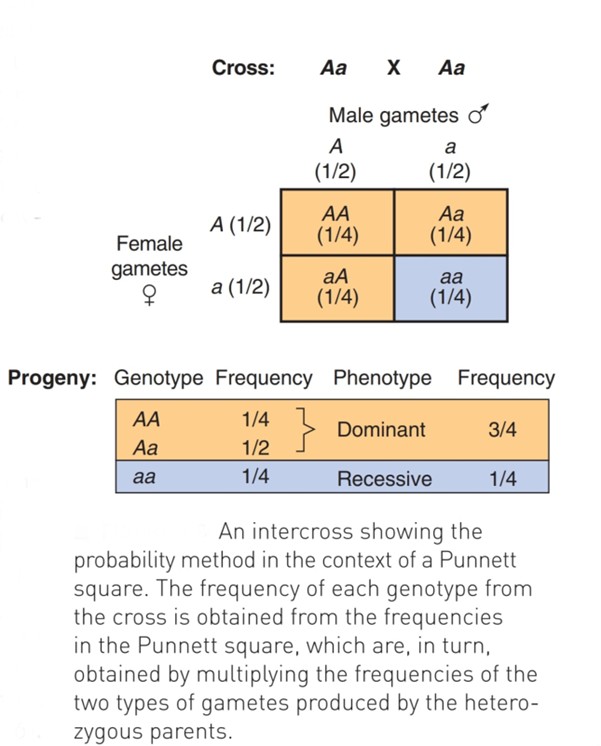 Cross: Aa X Aa
Male gametes ♂
A a
(1/2) (1/2)
A (1/2) AA (1/4) Aa (1/4)
Female gametes ♀
a (1/2) aA (1/4) aa (1/4)
Progeny: Genotype Frequency Phenotype Frequency
AA 1/4
Dominant 3/4
Aa 1/2
aa 1/4 Recessive 1/4
An intercross showing the
probability method in the context of a Punnett
square. The frequency of each genotype from
the cross is obtained from the frequencies
in the Punnett square, which are, in turn,
obtained by multiplying the frequencies of the
two types of gametes produced by the hetero-
zygous parents.